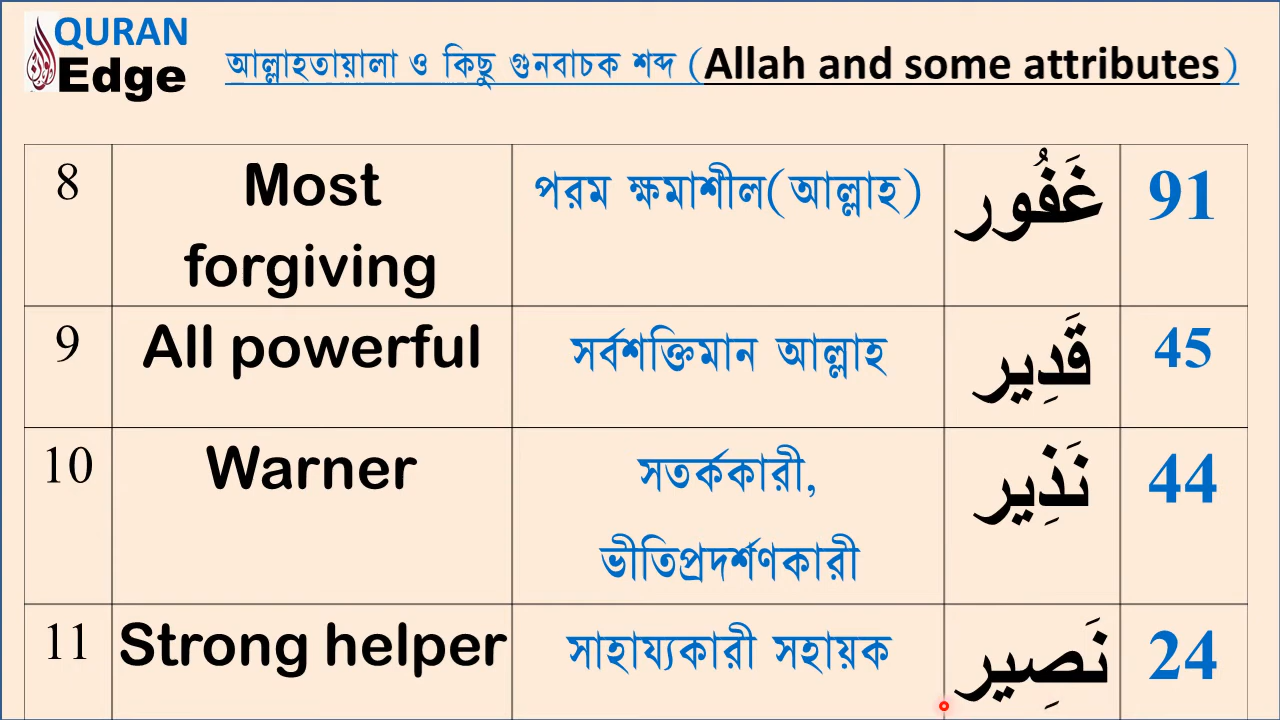 QURAN
Edge
আল্লাহতায়ালা ও কিছু গুনবাচক শব্দ (Allah and some attributes)
8 Most পরম ক্ষমাশীল(আল্লাহ) غَفُور 91
forgiving
9 All powerful সর্বশক্তিমান আল্লাহ قَدِير 45
10 Warner সতর্ককারী, نَذِير 44
ভীতিপ্রদর্শণকারী
11 Strong helper সাহায্যকারী সহায়ক نَصِير 24